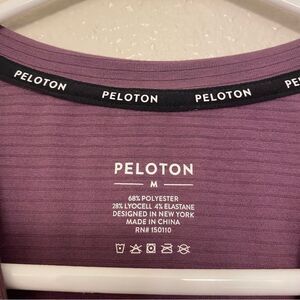 PELOTON PELOTON PELOTON PE
PELOTON
M
68% POLYESTER
28% LYOCELL 4% ELASTANE
DESIGNED IN NEW YORK
MADE IN CHINA
RN# 150110